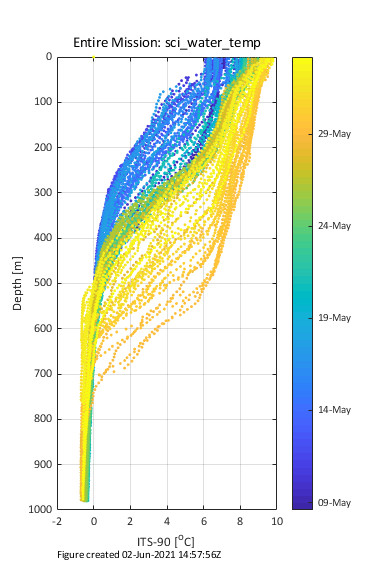 Entire Mission: sci_water_temp
0
100
200
300
400
500
600
700
800
900
1000
Depth [m]
-2 0 2 4 6 8 10
ITS-90 [°C]
29-May
24-May
19-May
14-May
09-May
Figure created 02-Jun-2021 14:57:56Z